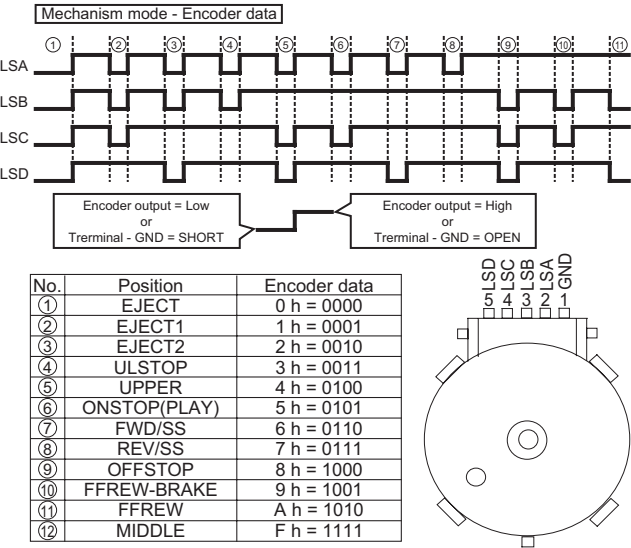 Mechanism mode - Encoder data
① ② ③ ④ ⑤ ⑥ ⑦ ⑧ ⑨ ⑩ ⑪
LSA
LSB
LSC
LSD
Encoder output = Low
or
Trerminal - GND = SHORT
Encoder output = High
or
Trerminal - GND = OPEN
LSD LSC LSB LSA GND
5 4 3 2 1
No. Position Encoder data
① EJECT 0 h = 0000
② EJECT1 1 h = 0001
③ EJECT2 2 h = 0010
④ ULSTOP 3 h = 0011
⑤ UPPER 4 h = 0100
⑥ ONSTOP(PLAY) 5 h = 0101
⑦ FWD/SS 6 h = 0110
⑧ REV/SS 7 h = 0111
⑨ OFFSTOP 8 h = 1000
⑩ FFREW-BRAKE 9 h = 1001
⑪ FFREW A h = 1010
⑫ MIDDLE F h = 1111